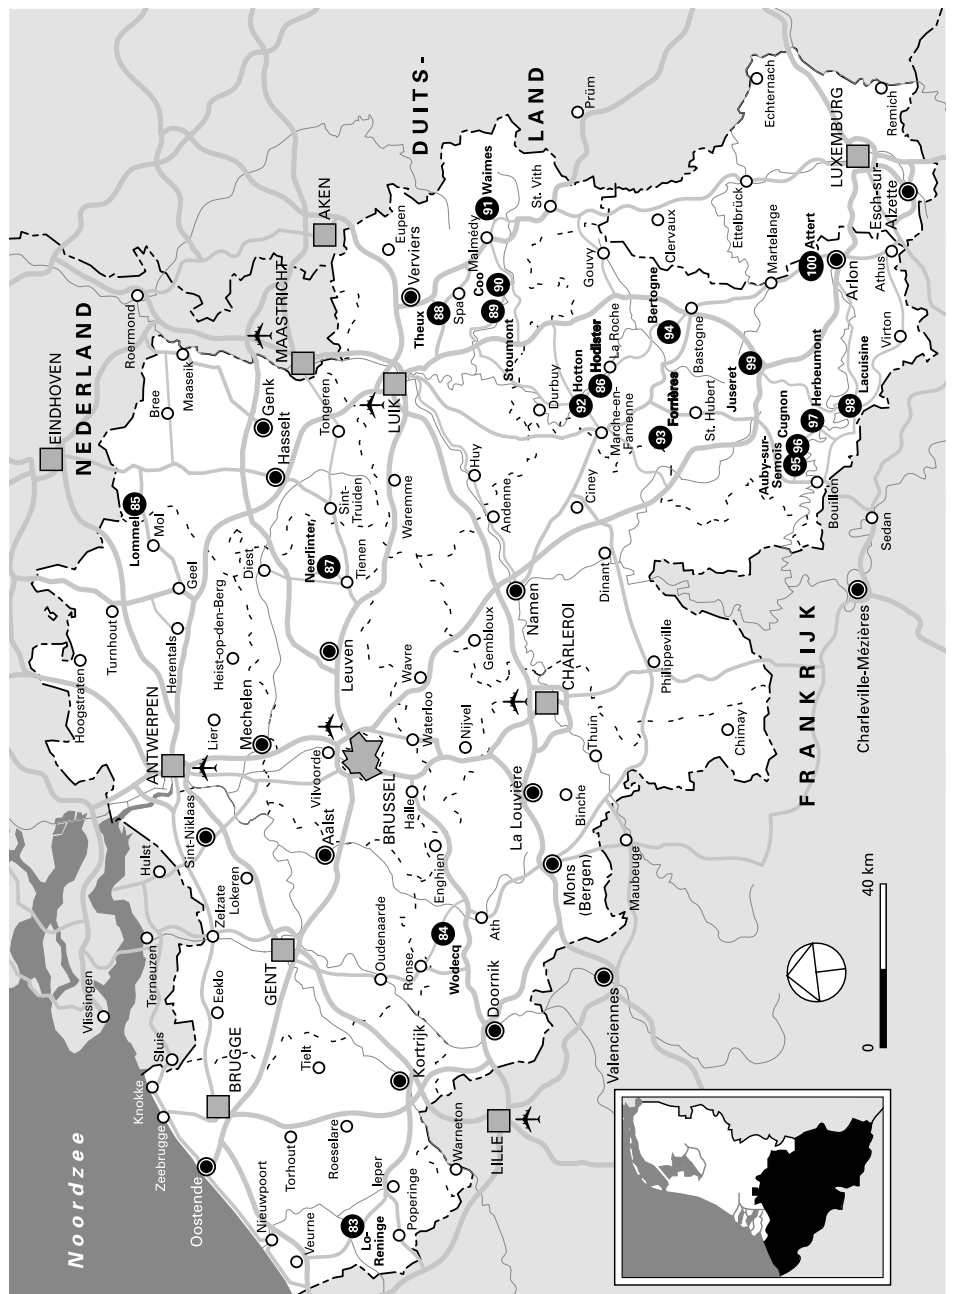 Noordzee
NEDERLAND
DUITS-
LAND
FRANKRIJK
EINDHOVEN
Roermond
MAASTRICHT
AKEN
Vlissingen
Terneuzen
Hulst
Sluis
Knokke
Zeebrugge
Oostende
Nieuwpoort
Veurne
BRUGGE
Torhout
Roeselare
Ieper
Poperinge
83
Lo-
Reninge
Warneton
LILLE
Tielt
Kortrijk
Eeklo
GENT
Zelzate
Lokeren
Sint-Niklaas
Oudenaarde
Ronse
84
Wodecq
Doornik
Ath
Enghien
Aalst
ANTWERPEN
Hoogstraten
Turnhout
Herentals
Geel
Mol
Lommel
85
Lier
Heist-op-den-Berg
Mechelen
Vilvoorde
BRUSSEL
Halle
Waterloo
Wavre
Nijvel
Leuven
Diest
Neerlinter,
87
Tienen
Sint-
Truiden
Hasselt
Genk
Bree
Maaseik
Tongeren
LUIK
Waremme
Huy
Andenne
Gembloux
Namen
CHARLEROI
La Louvière
Binche
Mons
(Bergen)
Thuin
Maubeuge
Valenciennes
Philippeville
Chimay
Dinant
Ciney
Charleville-Mézières
Sedan
Bouillon
Eupen
Verviers
Theux
88
Spa
Malmédy
91
Waimes
Coo
90
89
Stoumont
St. Vith
Prüm
Durbuy
92
Hotton
86
Hodister
La Roche
Marche-en-
Famenne
Gouvy
Clervaux
Bertogne
94
Bastogne
93
Forrières
St. Hubert
Juseret
99
Auby-sur-
Semois
95
96
Cugnon
97
Herbeumont
98
Lacuisine
Martelange
100
Attert
Arlon
Athus
Virton
Ettelbrück
Echternach
LUXEMBURG
Remich
Esch-sur-
Alzette
0
40 km